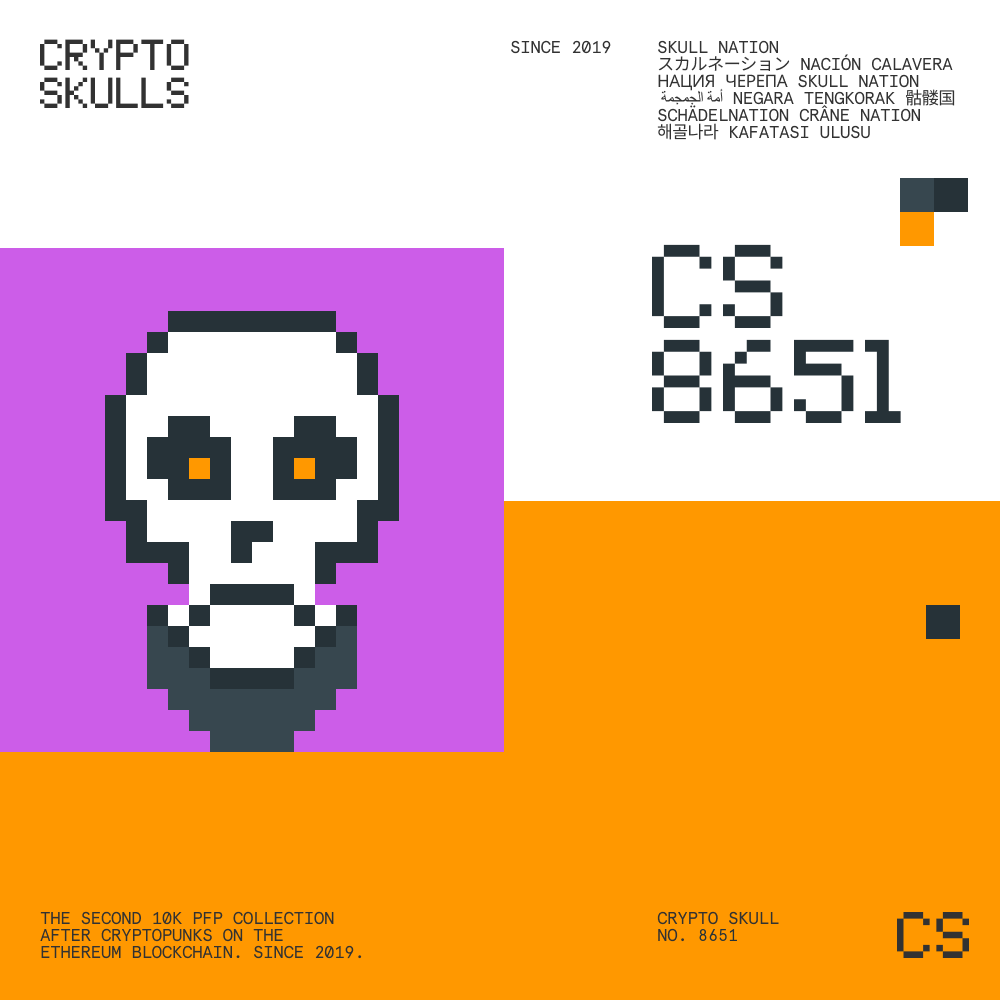 CRYPTO
SKULLS
SINCE 2019
SKULL NATION
スカルネーション NACIÓN CALAVERA
НАЦИЯ ЧЕРЕПА SKULL NATION
أمة الجمجمة NEGARA TENGKORAK 骷髅国
SCHÄDELNATION CRÂNE NATION
해골나라 KAFATASI ULUSU
CS
8651
THE SECOND 10K PFP COLLECTION
AFTER CRYPTOPUNKS ON THE
ETHEREUM BLOCKCHAIN. SINCE 2019.
CRYPTO SKULL
NO. 8651
CS